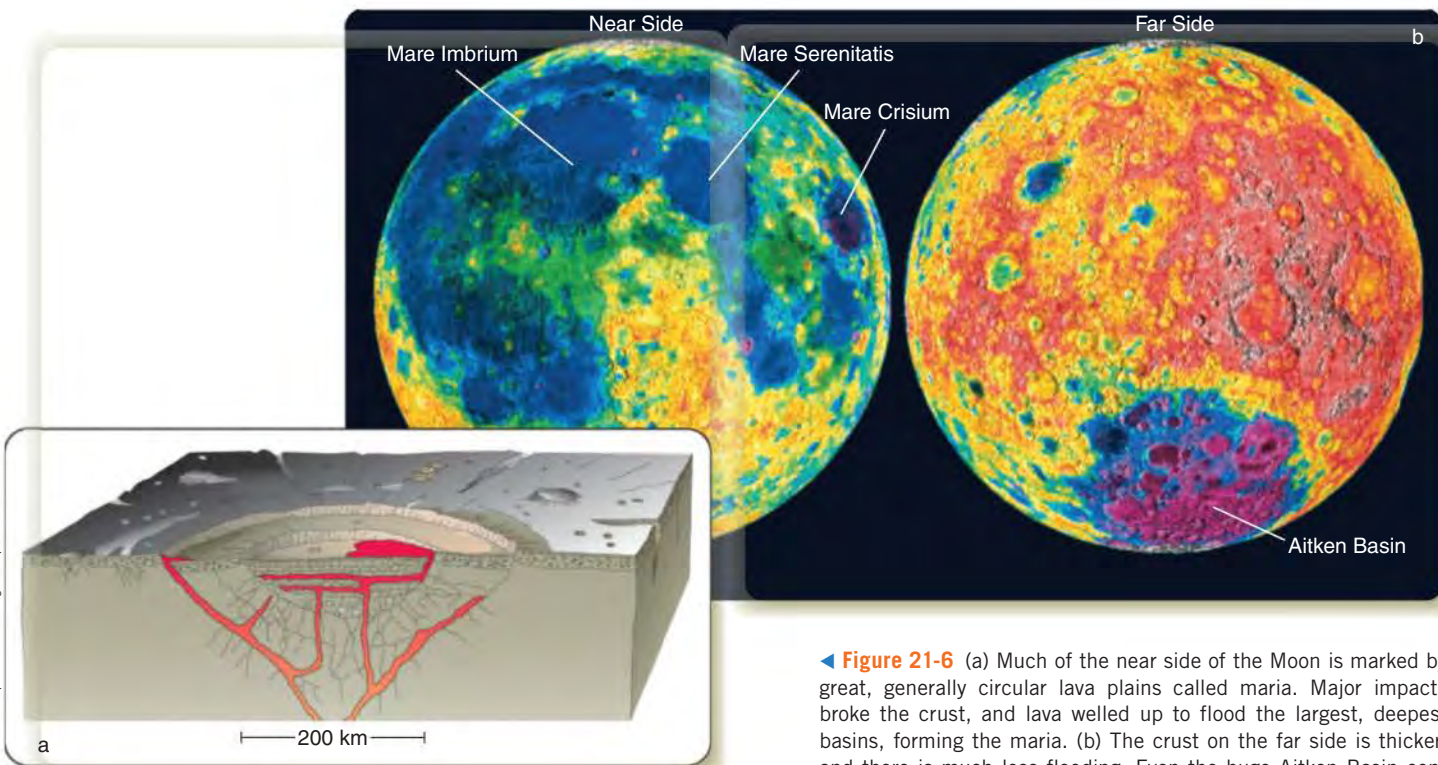 Near Side
Far Side
b
Mare Imbrium
Mare Serenitatis
Mare Crisium
Aitken Basin
200 km
a
◀ Figure 21-6 (a) Much of the near side of the Moon is marked b
great, generally circular lava plains called maria. Major impact
broke the crust, and lava welled up to flood the largest, deepes
basins, forming the maria. (b) The crust on the far side is thicker